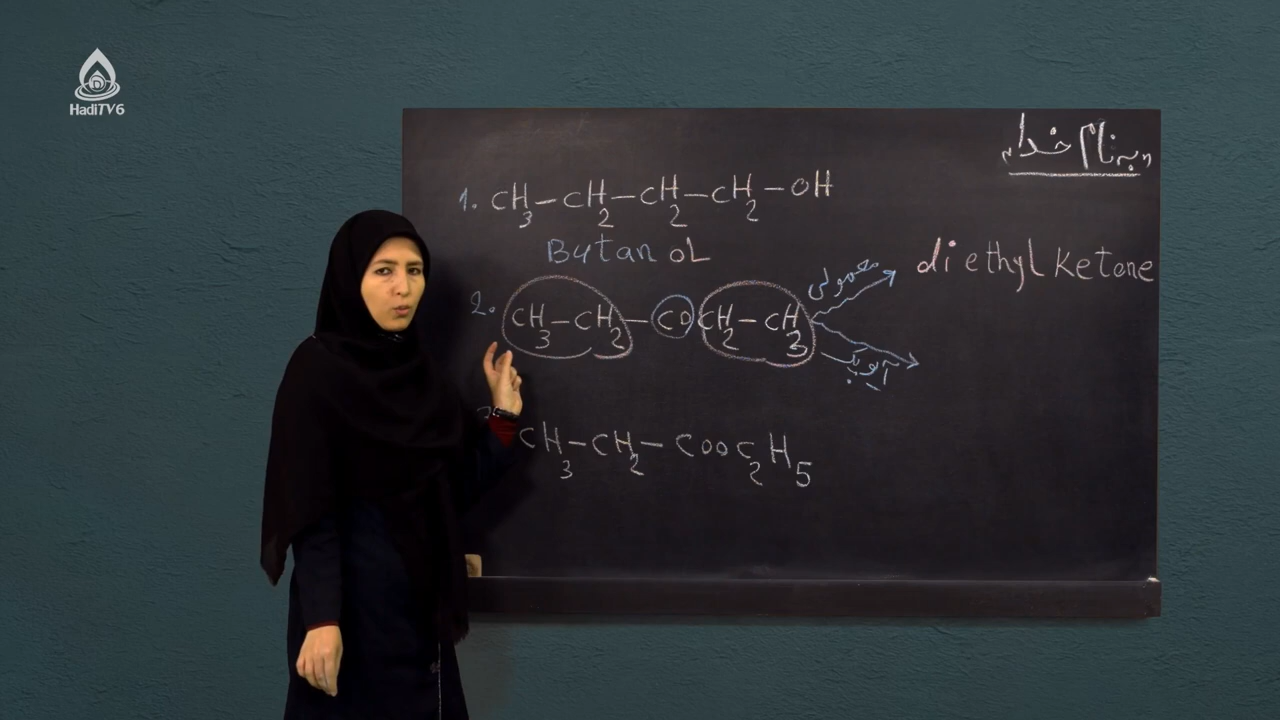 HadiTV6
"به نام خدا"
1. CH3-CH2-CH2-CH2-OH
ButanoL
diethyl ketone
معمولی
2. CH3-CH2-CO CH2-CH3
آیوپک
CH3-CH2-COOC2H5